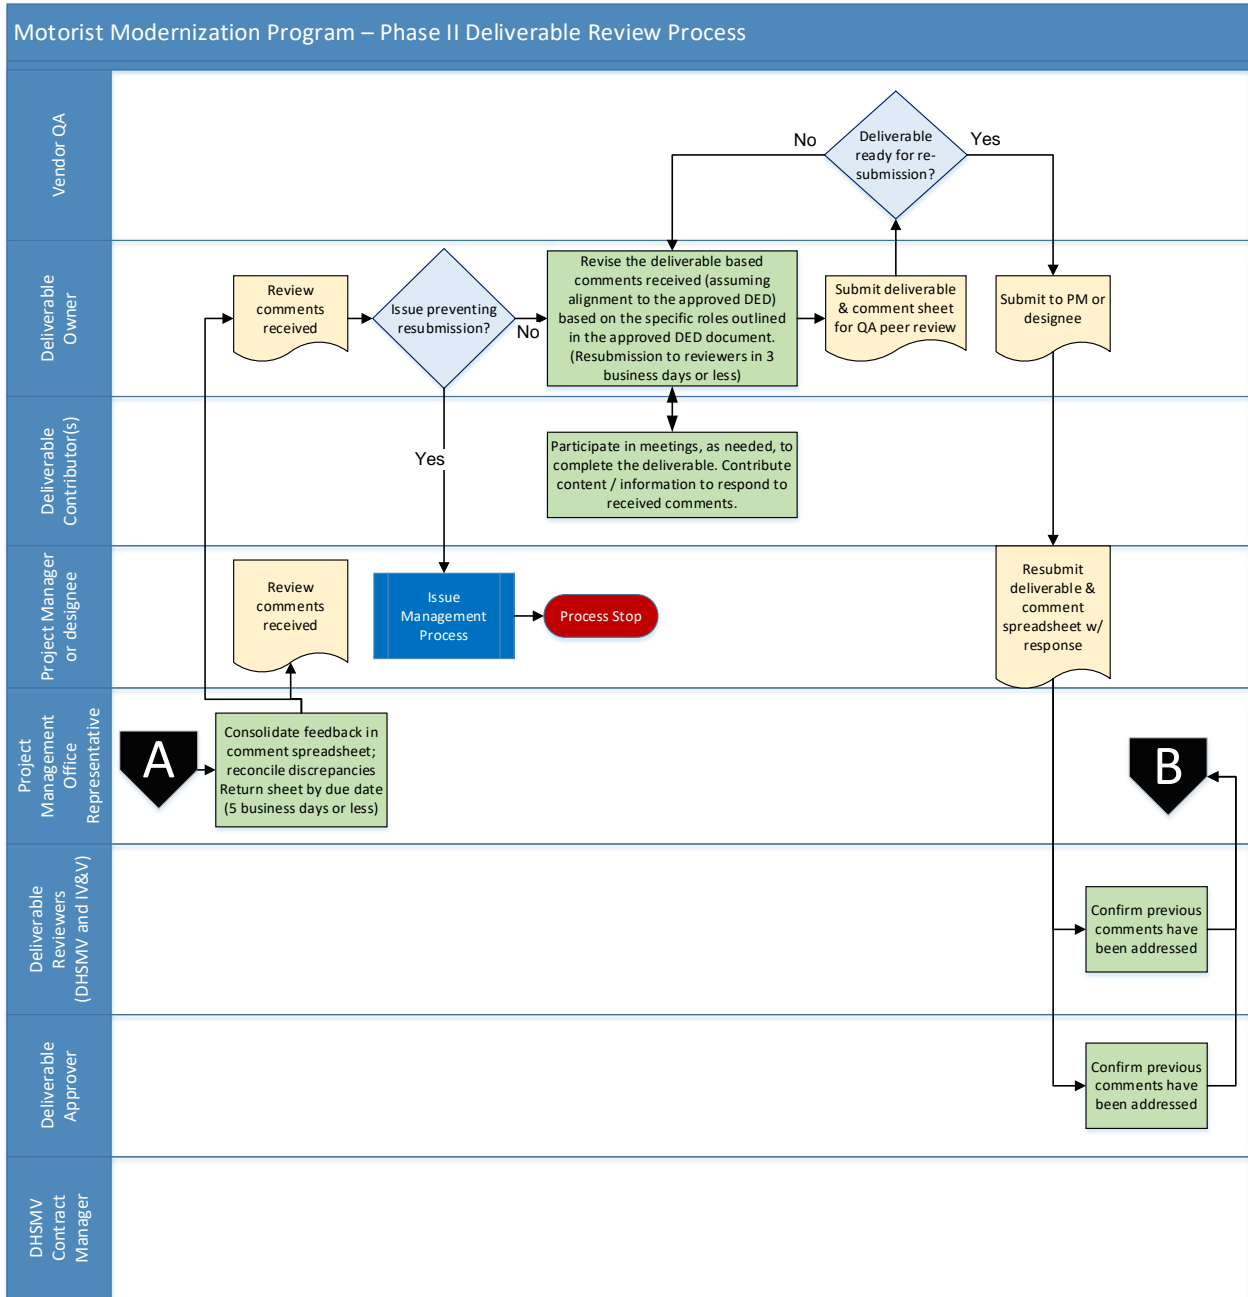 Motorist Modernization Program – Phase II Deliverable Review Process
Vendor QA
No
Deliverable
ready for re-
submission?
Yes
Deliverable
Owner
Review
comments
received
Issue preventing
resubmission?
No
Revise the deliverable based
comments received (assuming
alignment to the approved DED)
based on the specific roles outlined
in the approved DED document.
(Resubmission to reviewers in 3
business days or less)
Submit deliverable
& comment sheet
for QA peer review
Submit to PM or
designee
Deliverable
Contributor(s)
Yes
Participate in meetings, as needed, to
complete the deliverable. Contribute
content / information to respond to
received comments.
Project Manager
or designee
Review
comments
received
Issue
Management
Process
Process Stop
Resubmit
deliverable &
comment
spreadsheet w/
response
Project
Management
Office
Representative
A
Consolidate feedback in
comment spreadsheet;
reconcile discrepancies
Return sheet by due date
(5 business days or less)
B
Deliverable
Reviewers
(DHSMV and IV&V)
Confirm previous
comments have
been addressed
Deliverable
Approver
Confirm previous
comments have
been addressed
DHSMV
Contract
Manager